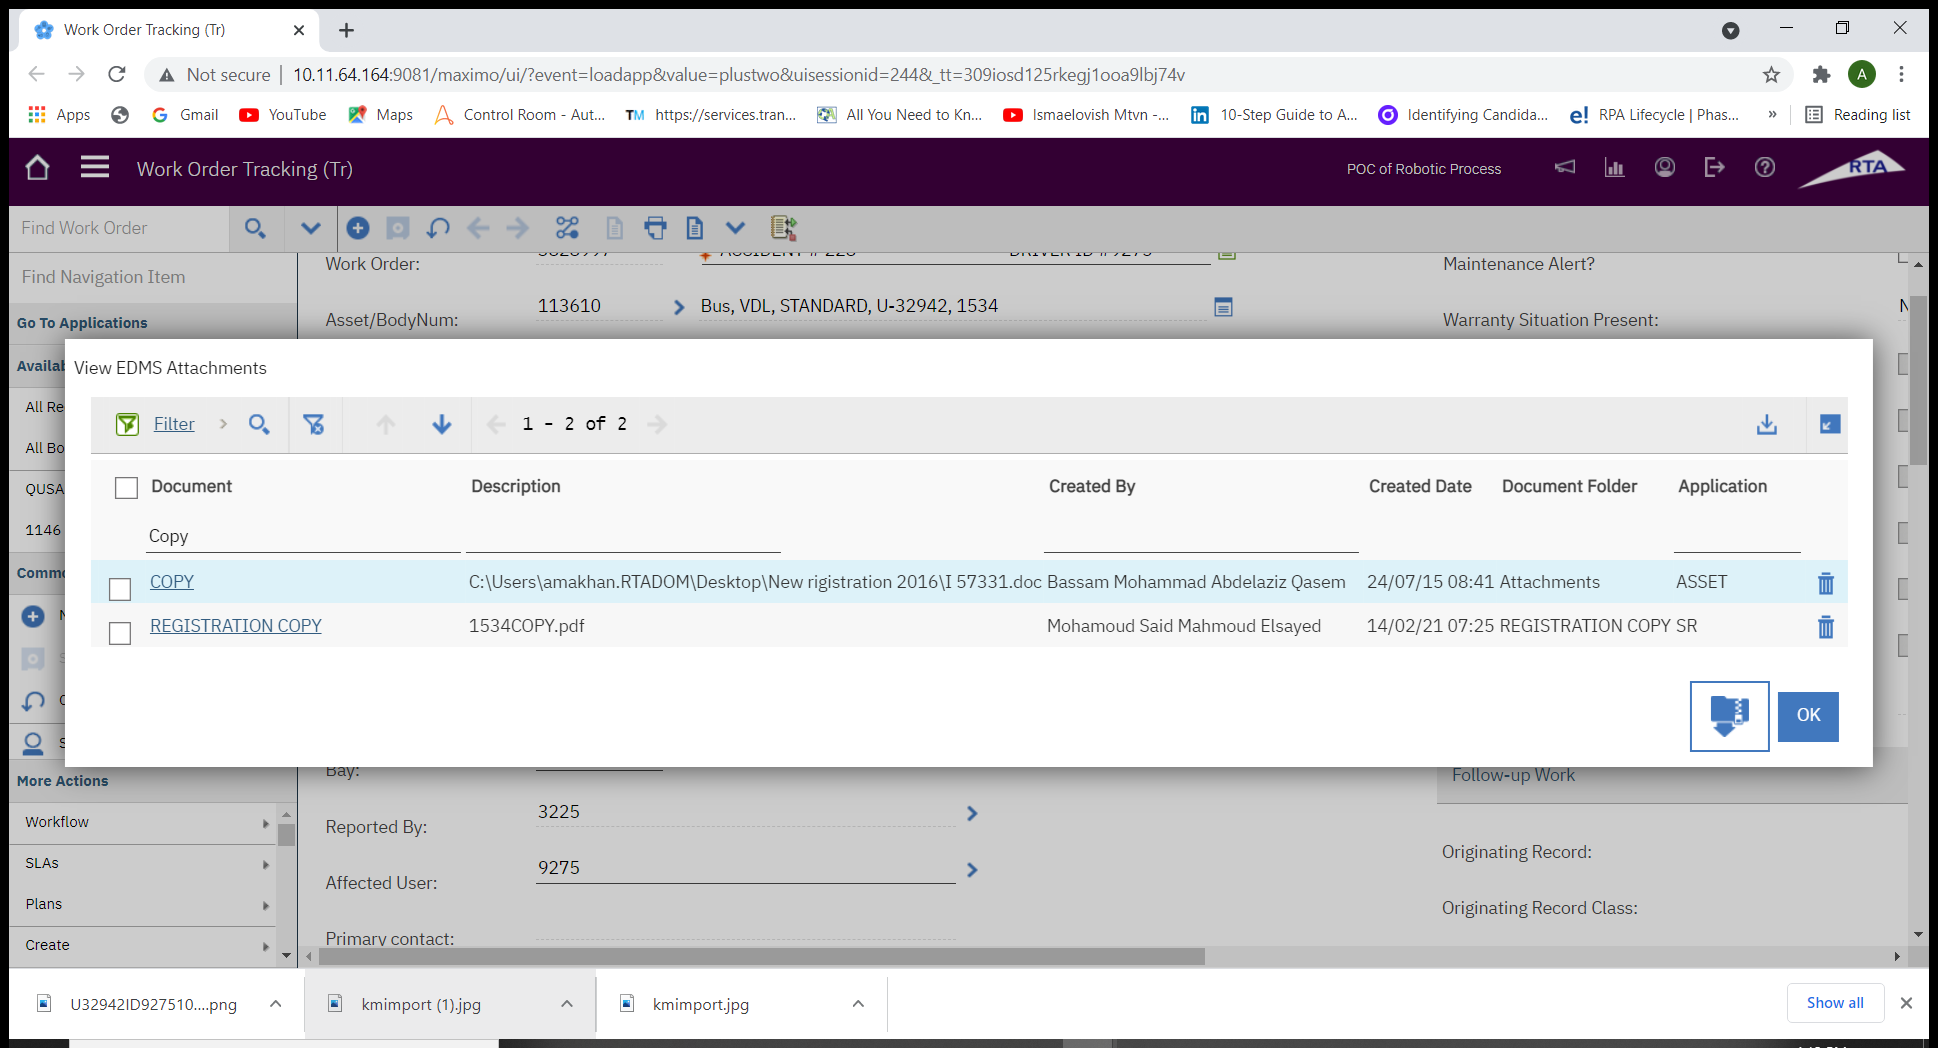 Work Order Tracking (Tr)
Not secure | 10.11.64.164:9081/maximo/ui/?event=loadapp&value=plustwo&uisessionid=244&_tt=309iosd125rkegj1ooa9lbj74v
A
Apps Gmail YouTube Maps Control Room - Aut... TM https://services.tran... All You Need to Kn... Ismaelovish Mtvn -... in 10-Step Guide to A... Identifying Candida... e! RPA Lifecycle | Phas... » Reading list
Work Order Tracking (Tr) POC of Robotic Process RTA
Find Work Order
Find Navigation Item
Work Order:
Maintenance Alert?
Asset/BodyNum: 113610 Bus, VDL, STANDARD, U-32942, 1534
Warranty Situation Present: N
Go To Applications
Availab
All Re
All Bo
QUSA
1146
Comme
View EDMS Attachments
Filter 1 - 2 of 2
Document Description Created By Created Date Document Folder Application
Copy
COPY C:\Users\amakhan.RTADOM\Desktop\New rigistration 2016\I 57331.doc Bassam Mohammad Abdelaziz Qasem 24/07/15 08:41 Attachments ASSET
REGISTRATION COPY 1534COPY.pdf Mohamoud Said Mahmoud Elsayed 14/02/21 07:25 REGISTRATION COPY SR
OK
More Actions
Workflow
SLAs
Plans
Create
Bay:
Reported By: 3225
Affected User: 9275
Primary contact:
Follow-up Work
Originating Record:
Originating Record Class:
U32942ID927510....png kmimport (1).jpg kmimport.jpg Show all